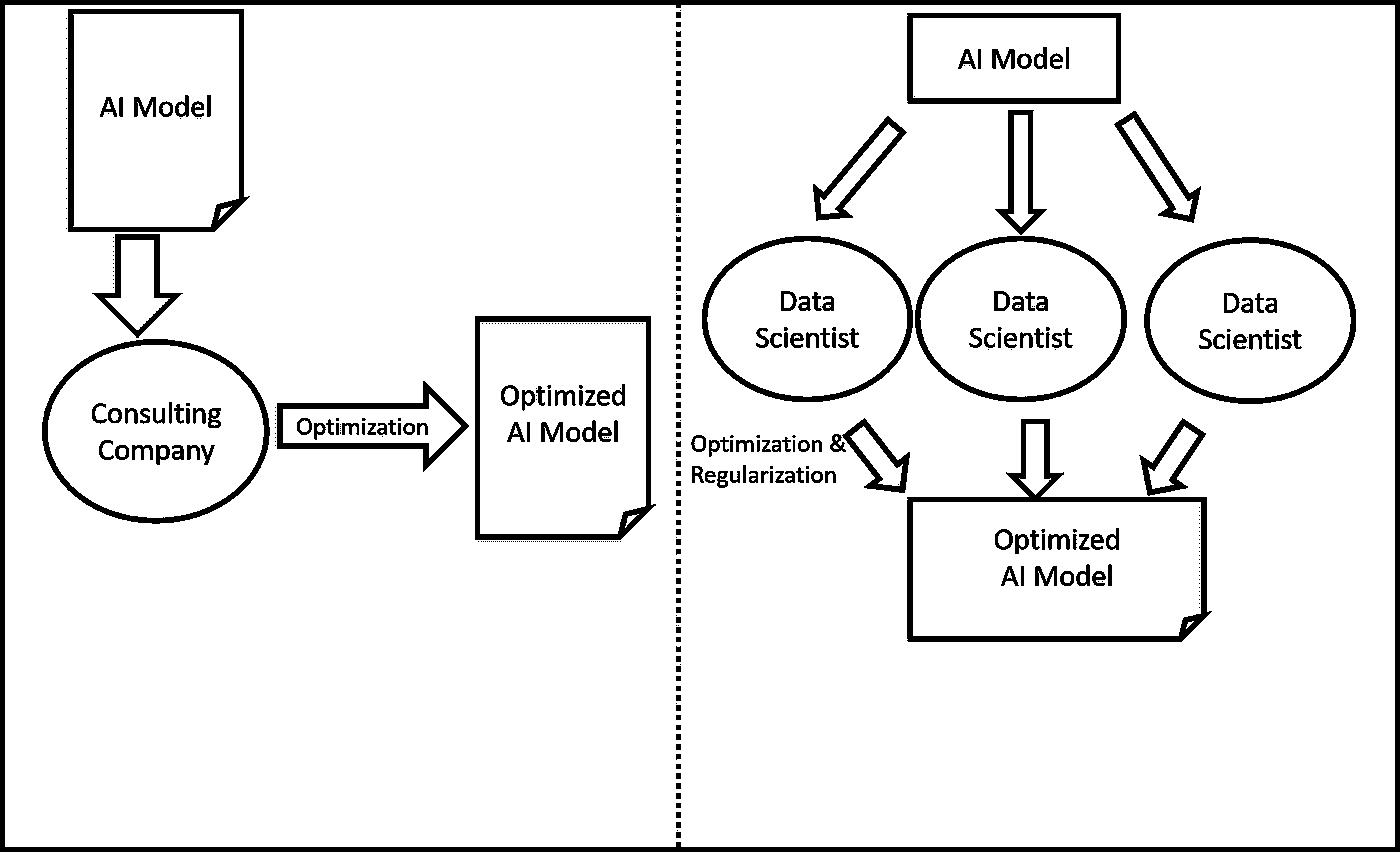 AI Model
Consulting
Company
Optimization
Optimized
AI Model
AI Model
Data
Scientist
Data
Scientist
Data
Scientist
Optimization &
Regularization
Optimized
AI Model